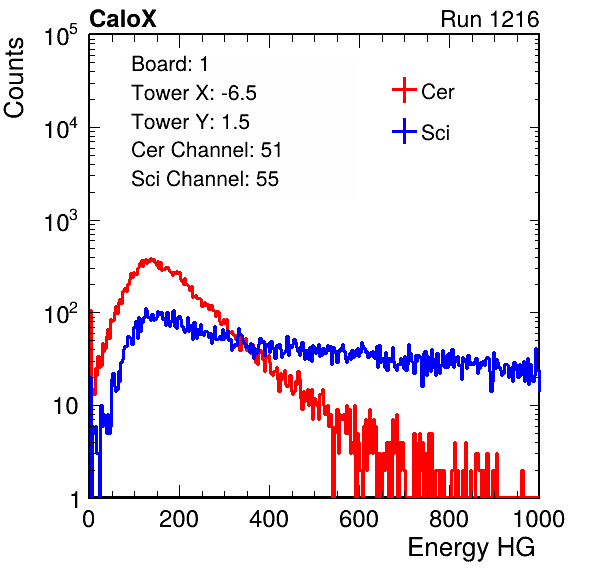 CaloX Run 1216
Counts
10^5
10^4
10^3
10^2
10
1
Board: 1
Tower X: -6.5
Tower Y: 1.5
Cer Channel: 51
Sci Channel: 55
Cer
Sci
0 200 400 600 800 1000
Energy HG